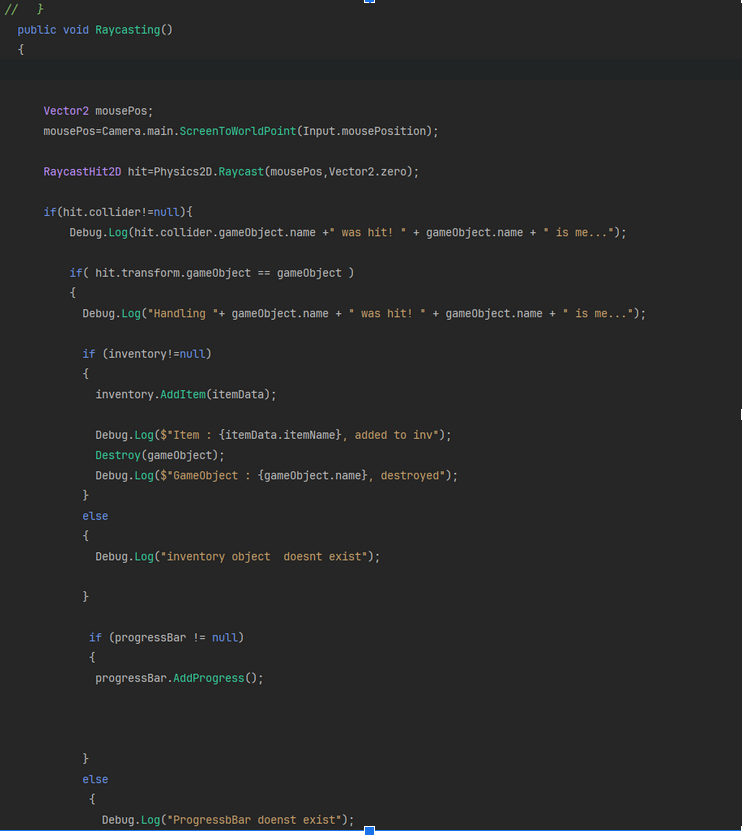 //   }
public void Raycasting()
{
Vector2 mousePos;
mousePos=Camera.main.ScreenToWorldPoint(Input.mousePosition);
RaycastHit2D hit=Physics2D.Raycast(mousePos,Vector2.zero);
if(hit.collider!=null){
Debug.Log(hit.collider.gameObject.name +" was hit! " + gameObject.name + " is me...");
if( hit.transform.gameObject == gameObject )
{
Debug.Log("Handling "+ gameObject.name + " was hit! " + gameObject.name + " is me...");
if (inventory!=null)
{
inventory.AddItem(itemData);
Debug.Log($"Item : {itemData.itemName}, added to inv");
Destroy(gameObject);
Debug.Log($"GameObject : {gameObject.name}, destroyed");
}
else
{
Debug.Log("inventory object  doesnt exist");
}
if (progressBar != null)
{
progressBar.AddProgress();
}
else
{
Debug.Log("ProgressbBar doenst exist");